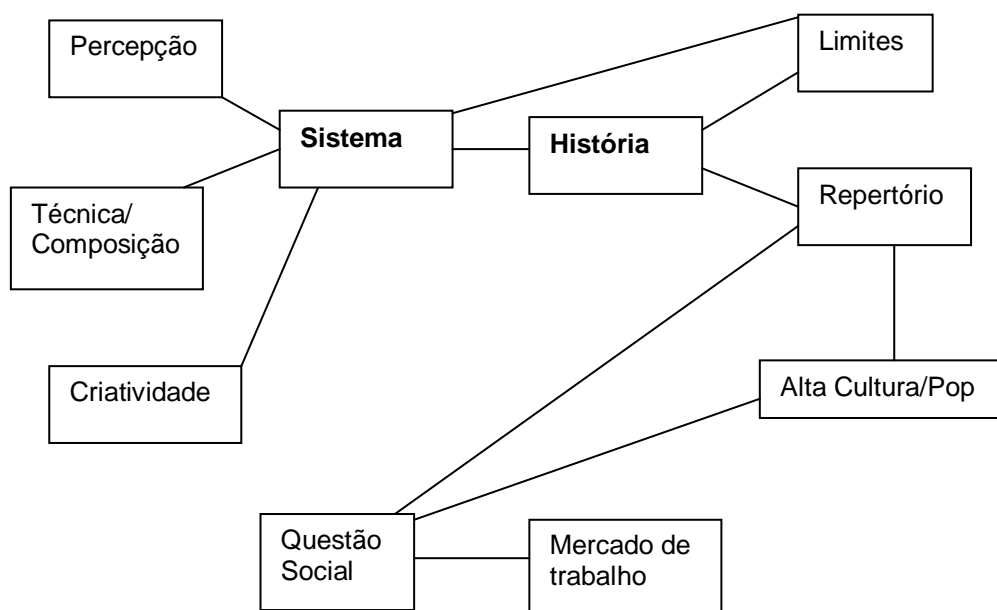 Percepção
Limites
Sistema
História
Técnica/
Composição
Repertório
Criatividade
Alta Cultura/Pop
Questão
Social
Mercado de
trabalho